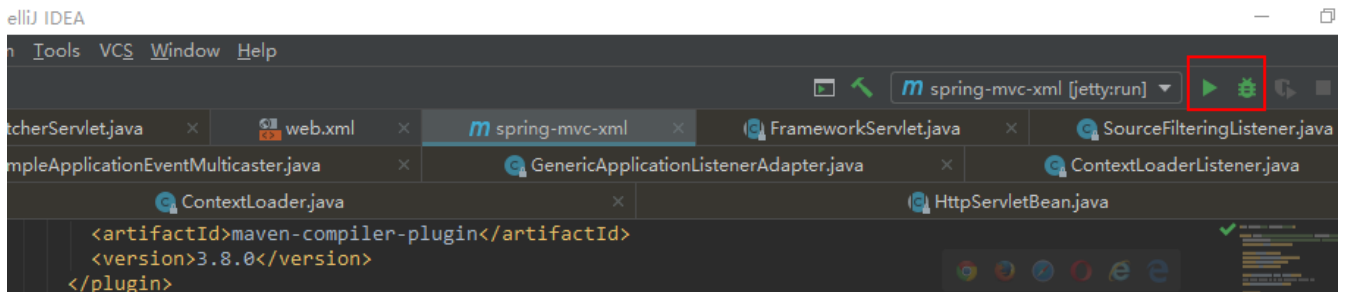 elliJ IDEA
Tools VCS Window Help
m spring-mvc-xml [jetty:run]
tcherServlet.java web.xml m spring-mvc-xml FrameworkServlet.java SourceFilteringListener.java
mpleApplicationEventMulticaster.java GenericApplicationListenerAdapter.java ContextLoaderListener.java
ContextLoader.java HttpServletBean.java
<artifactId>maven-compiler-plugin</artifactId>
<version>3.8.0</version>
</plugin>